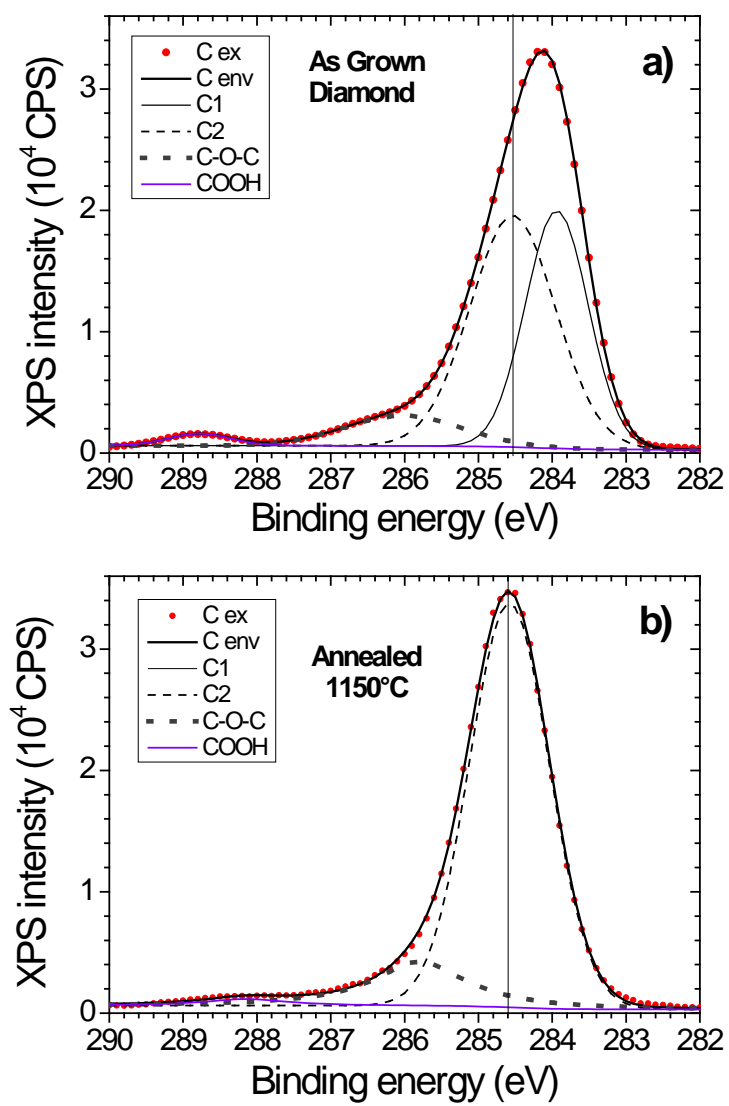 As Grown
Diamond
a)
C ex
C env
C1
C2
C-O-C
COOH
XPS intensity (10⁴ CPS)
3
2
1
0
290 289 288 287 286 285 284 283 282
Binding energy (eV)
b)
Annealed
1150°C
C ex
C env
C1
C2
C-O-C
COOH
XPS intensity (10⁴ CPS)
3
2
1
0
290 289 288 287 286 285 284 283 282
Binding energy (eV)